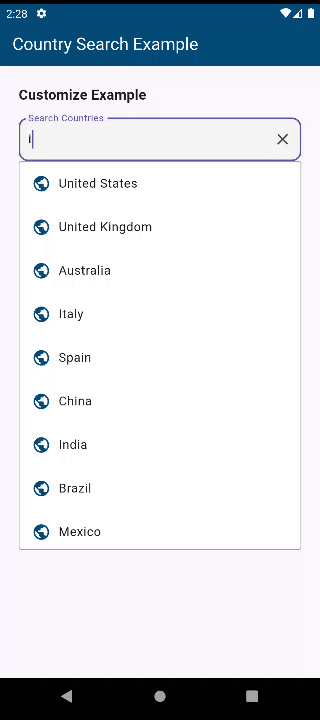 2:28
Country Search Example
Customize Example
Search Countries
i
United States
United Kingdom
Australia
Italy
Spain
China
India
Brazil
Mexico